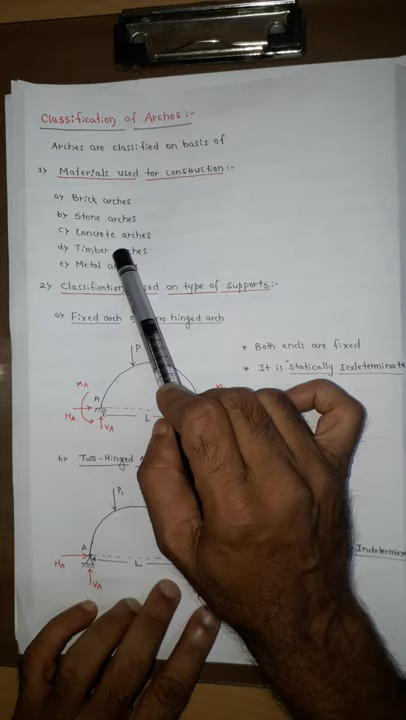 Classification of Arches:-
Arches are classified on basis of
1) Materials used for construction:-
a) Brick arches
b) Stone arches
c) Concrete arches
d) Timber
e) Metal
2) Classification on type of supports:-
a) Fixed arch hinged arch
* Both ends are fixed
* It is "statically Indeterminate
P
MA
A
HA
VA
L
b) Two-Hinged
P1
A
HA
VA
L
Indetermin